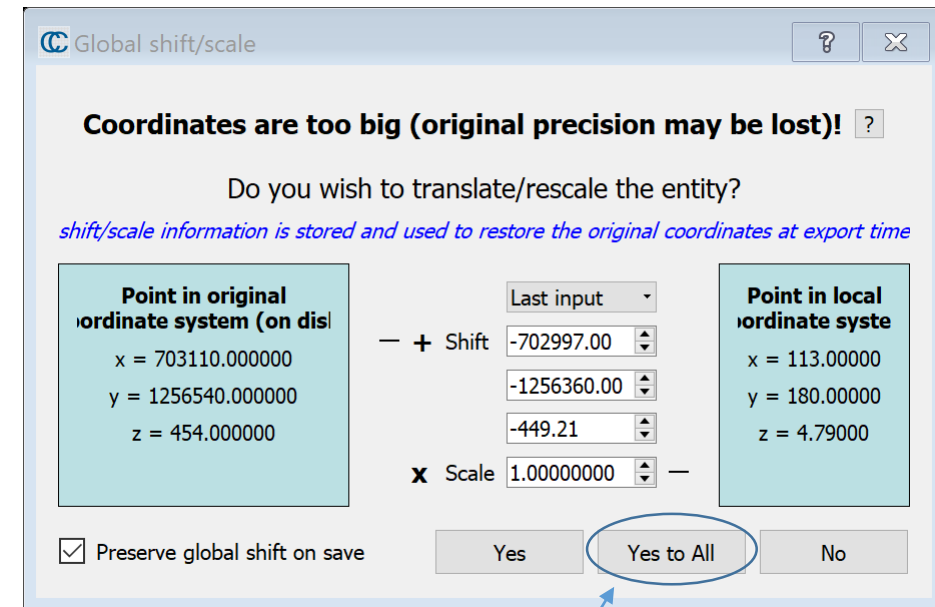 Global shift/scale
?
Coordinates are too big (original precision may be lost)! ?
Do you wish to translate/rescale the entity?
shift/scale information is stored and used to restore the original coordinates at export time
Point in original
ordinate system (on dis
x = 703110.000000
y = 1256540.000000
z = 454.000000
Last input
+ Shift -702997.00
-1256360.00
-449.21
x Scale 1.00000000
Point in local
ordinate syste
x = 113.00000
y = 180.00000
z = 4.79000
Preserve global shift on save
Yes
Yes to All
No